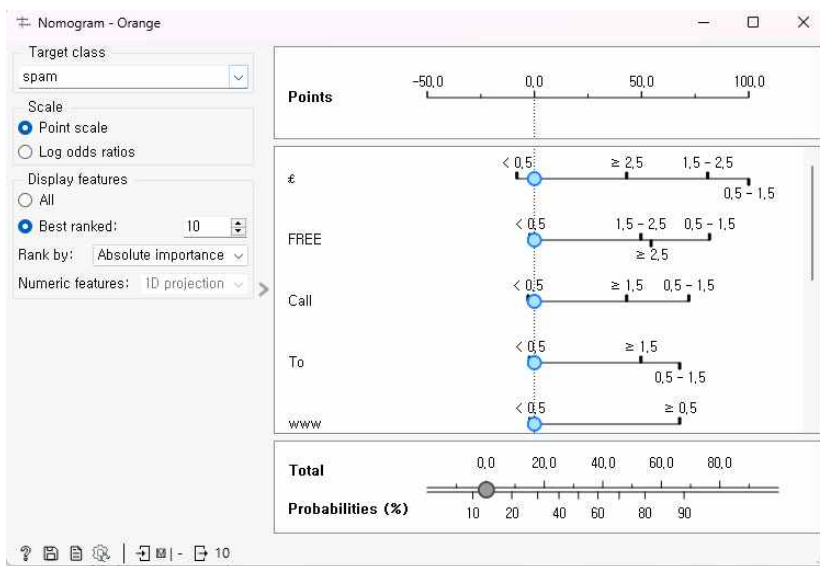 Nomogram - Orange
Target class
spam
Scale
Point scale
Log odds ratios
Display features
All
Best ranked: 10
Rank by: Absolute importance
Numeric features: 1D projection
Points -50,0 0,0 50,0 100,0
< 0,5 ≥ 2,5 1,5 - 2,5
£
0,5 - 1,5
< 0,5 1,5 - 2,5 0,5 - 1,5
FREE
≥ 2,5
< 0,5 ≥ 1,5 0,5 - 1,5
Call
< 0,5 ≥ 1,5
To
0,5 - 1,5
< 0,5 ≥ 0,5
www
Total 0,0 20,0 40,0 60,0 80,0
Probabilities (%) 10 20 40 60 80 90
? | - 10